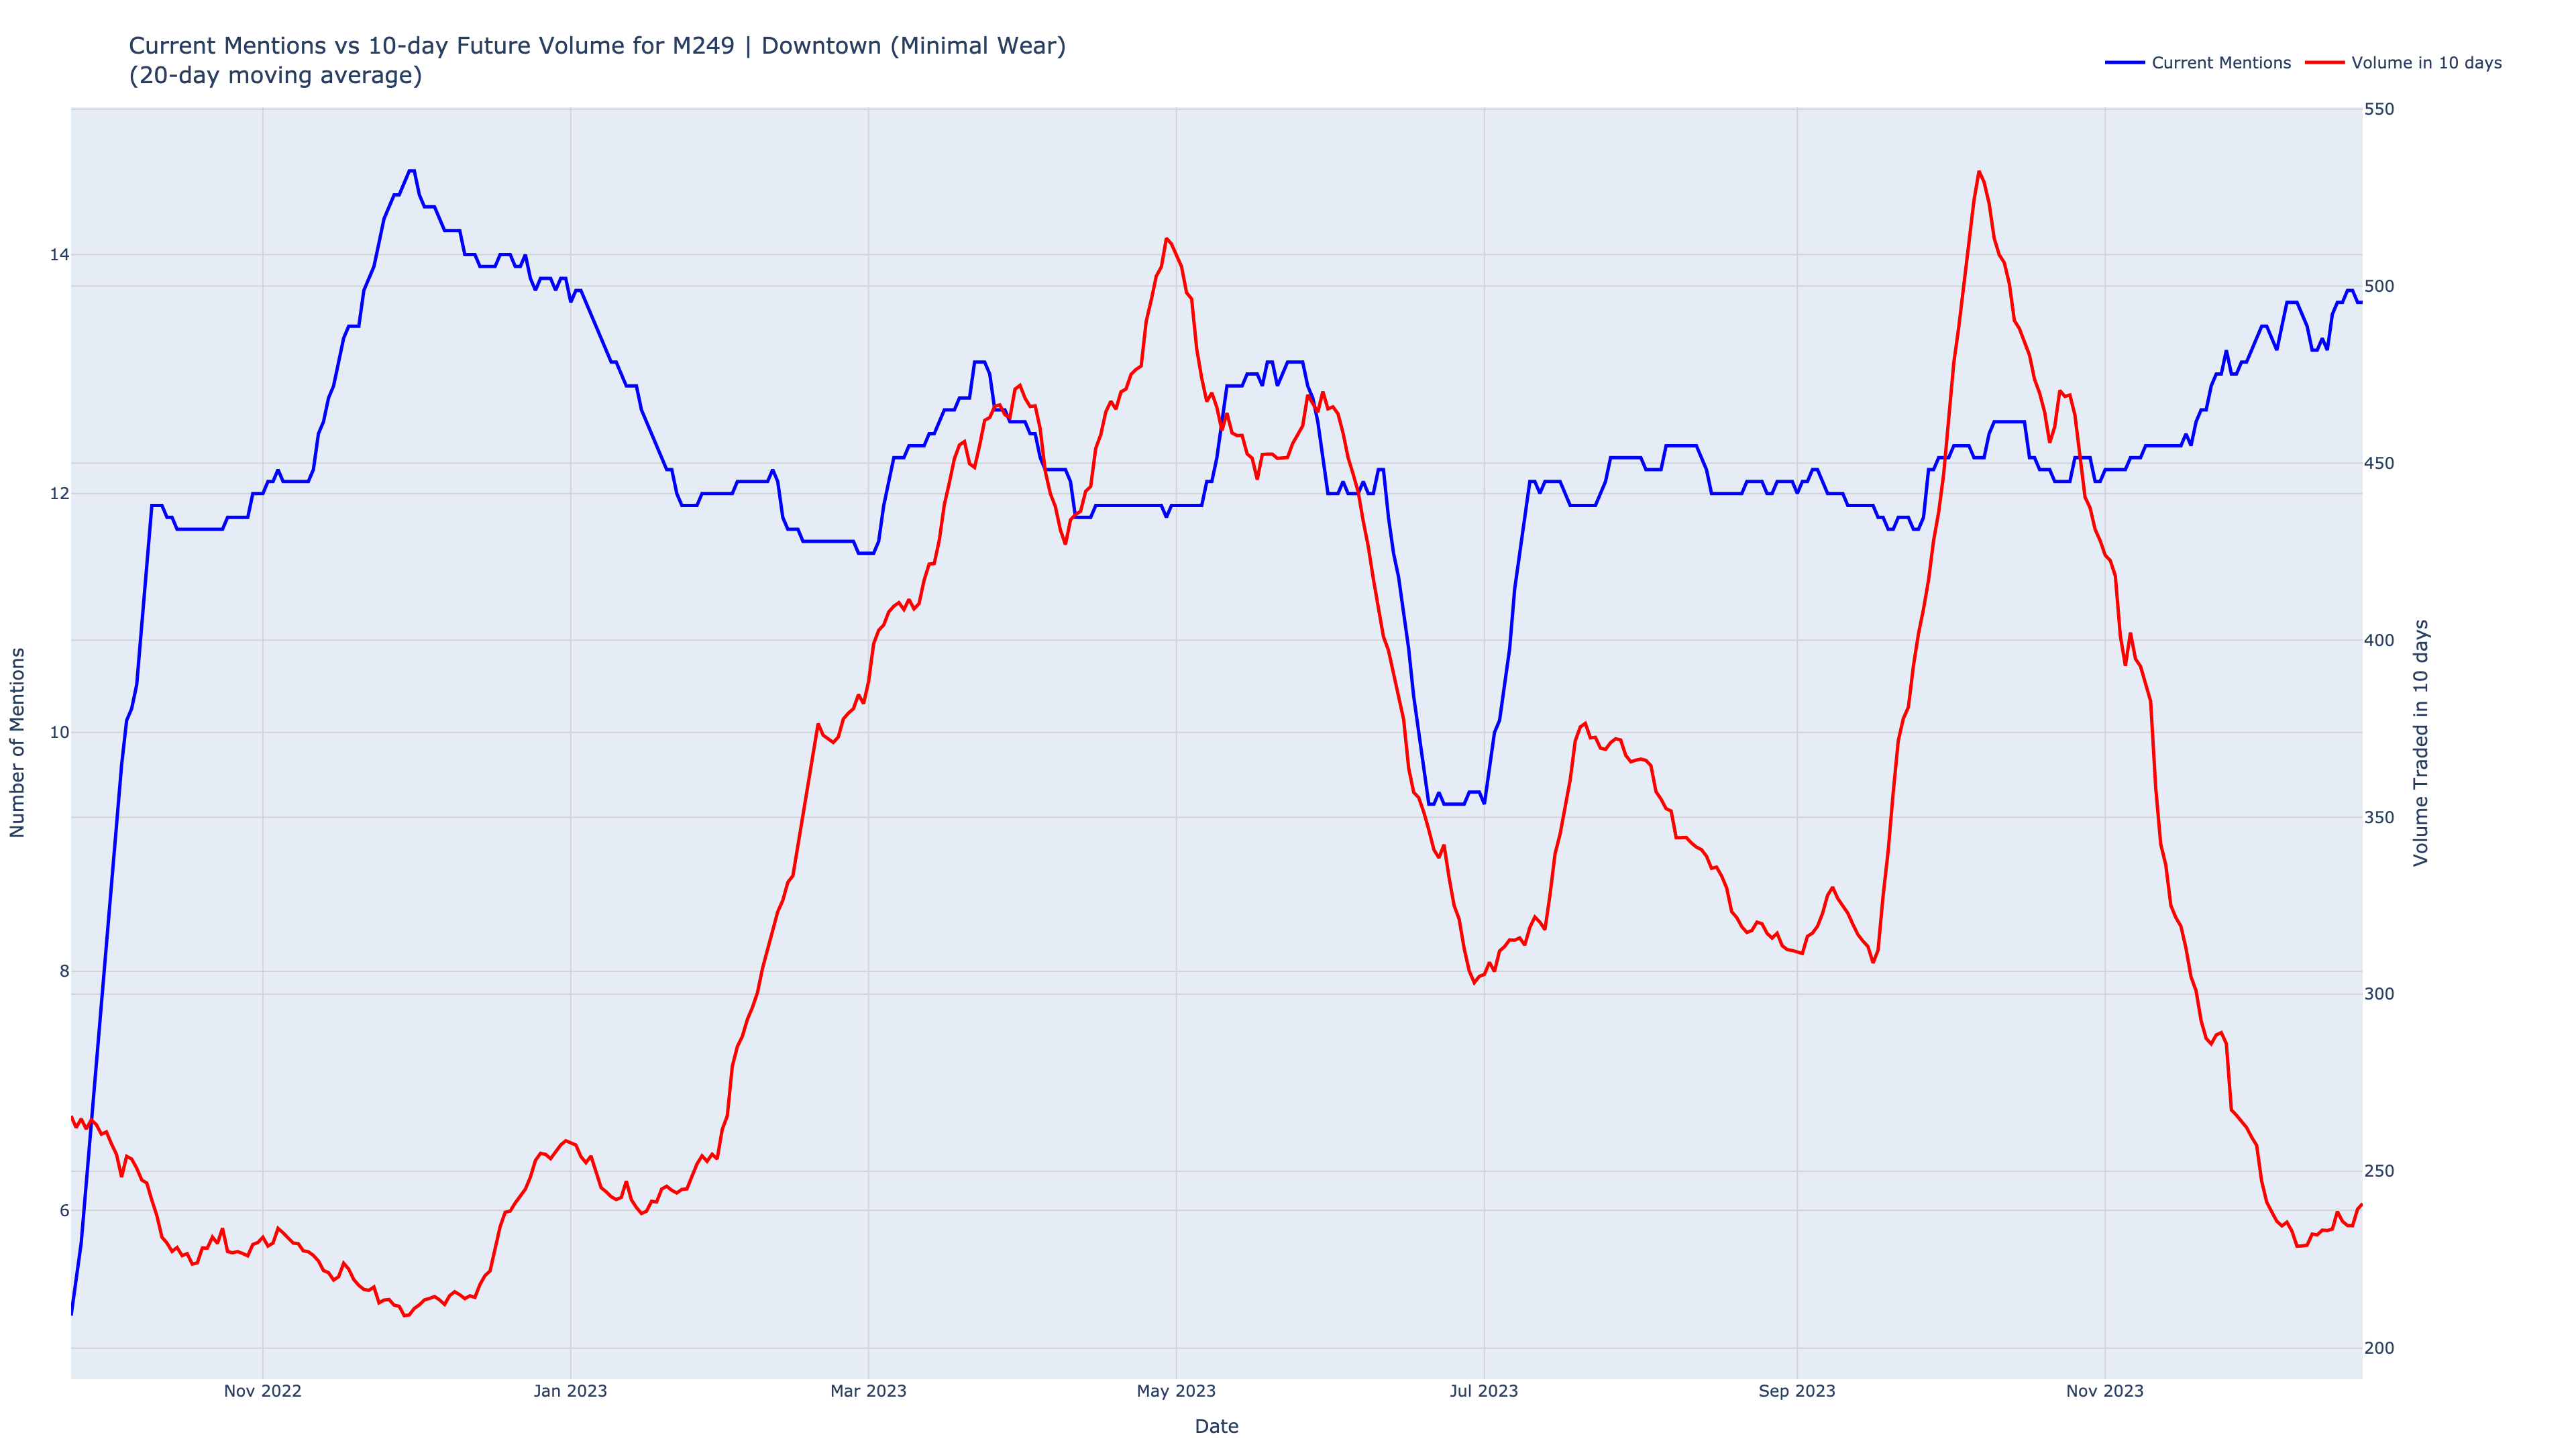 Current Mentions vs 10-day Future Volume for M249 | Downtown (Minimal Wear)
(20-day moving average)
Current Mentions
Volume in 10 days
14
12
10
8
6
Number of Mentions
550
500
450
400
350
300
250
200
Volume Traded in 10 days
Nov 2022
Jan 2023
Mar 2023
May 2023
Jul 2023
Sep 2023
Nov 2023
Date